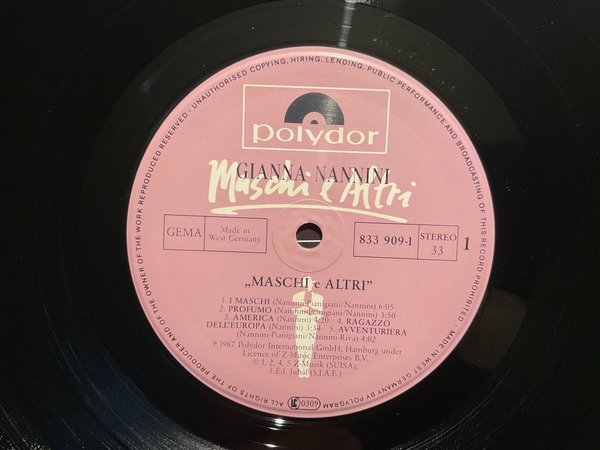 - UNAUTHORISED COPYING, HIRING, LENDING, PUBLIC PERFORMANCE AND BROADCASTING OF THIS RECORD PROHIBITED - MADE IN WEST GERMANY BY POLYGRAM
ALL RIGHTS OF THE PRODUCER AND OF THE OWNER OF THE WORK REPRODUCED RESERVED
polydor
GIANNA NANNINI
Maschi e Altri
GEMA
Made in
West Germany
833 909-1
STEREO
33
1
„MASCHI e ALTRI"
1. I MASCHI (Nannini-Pianigiani/Nannini) 6:05
2. PROFUMO (Nannini-Pianigiani/Nannini) 3:50
3. AMERICA (Nannini) 4:20 · 4. RAGAZZO
DELL'EUROPA (Nannini) 3:54 · 5. AVVENTURIERA
(Nannini-Pianigiani/Nannini-Riva) 4:02
℗ 1987 Polydor International GmbH, Hamburg under
Licence of Z-Music Enterprises B.V.
© 1, 2, 4, 5 Z-Muzik (SUISA),
3 Ed. Jubal (S.I.A.E.)
LC 0309